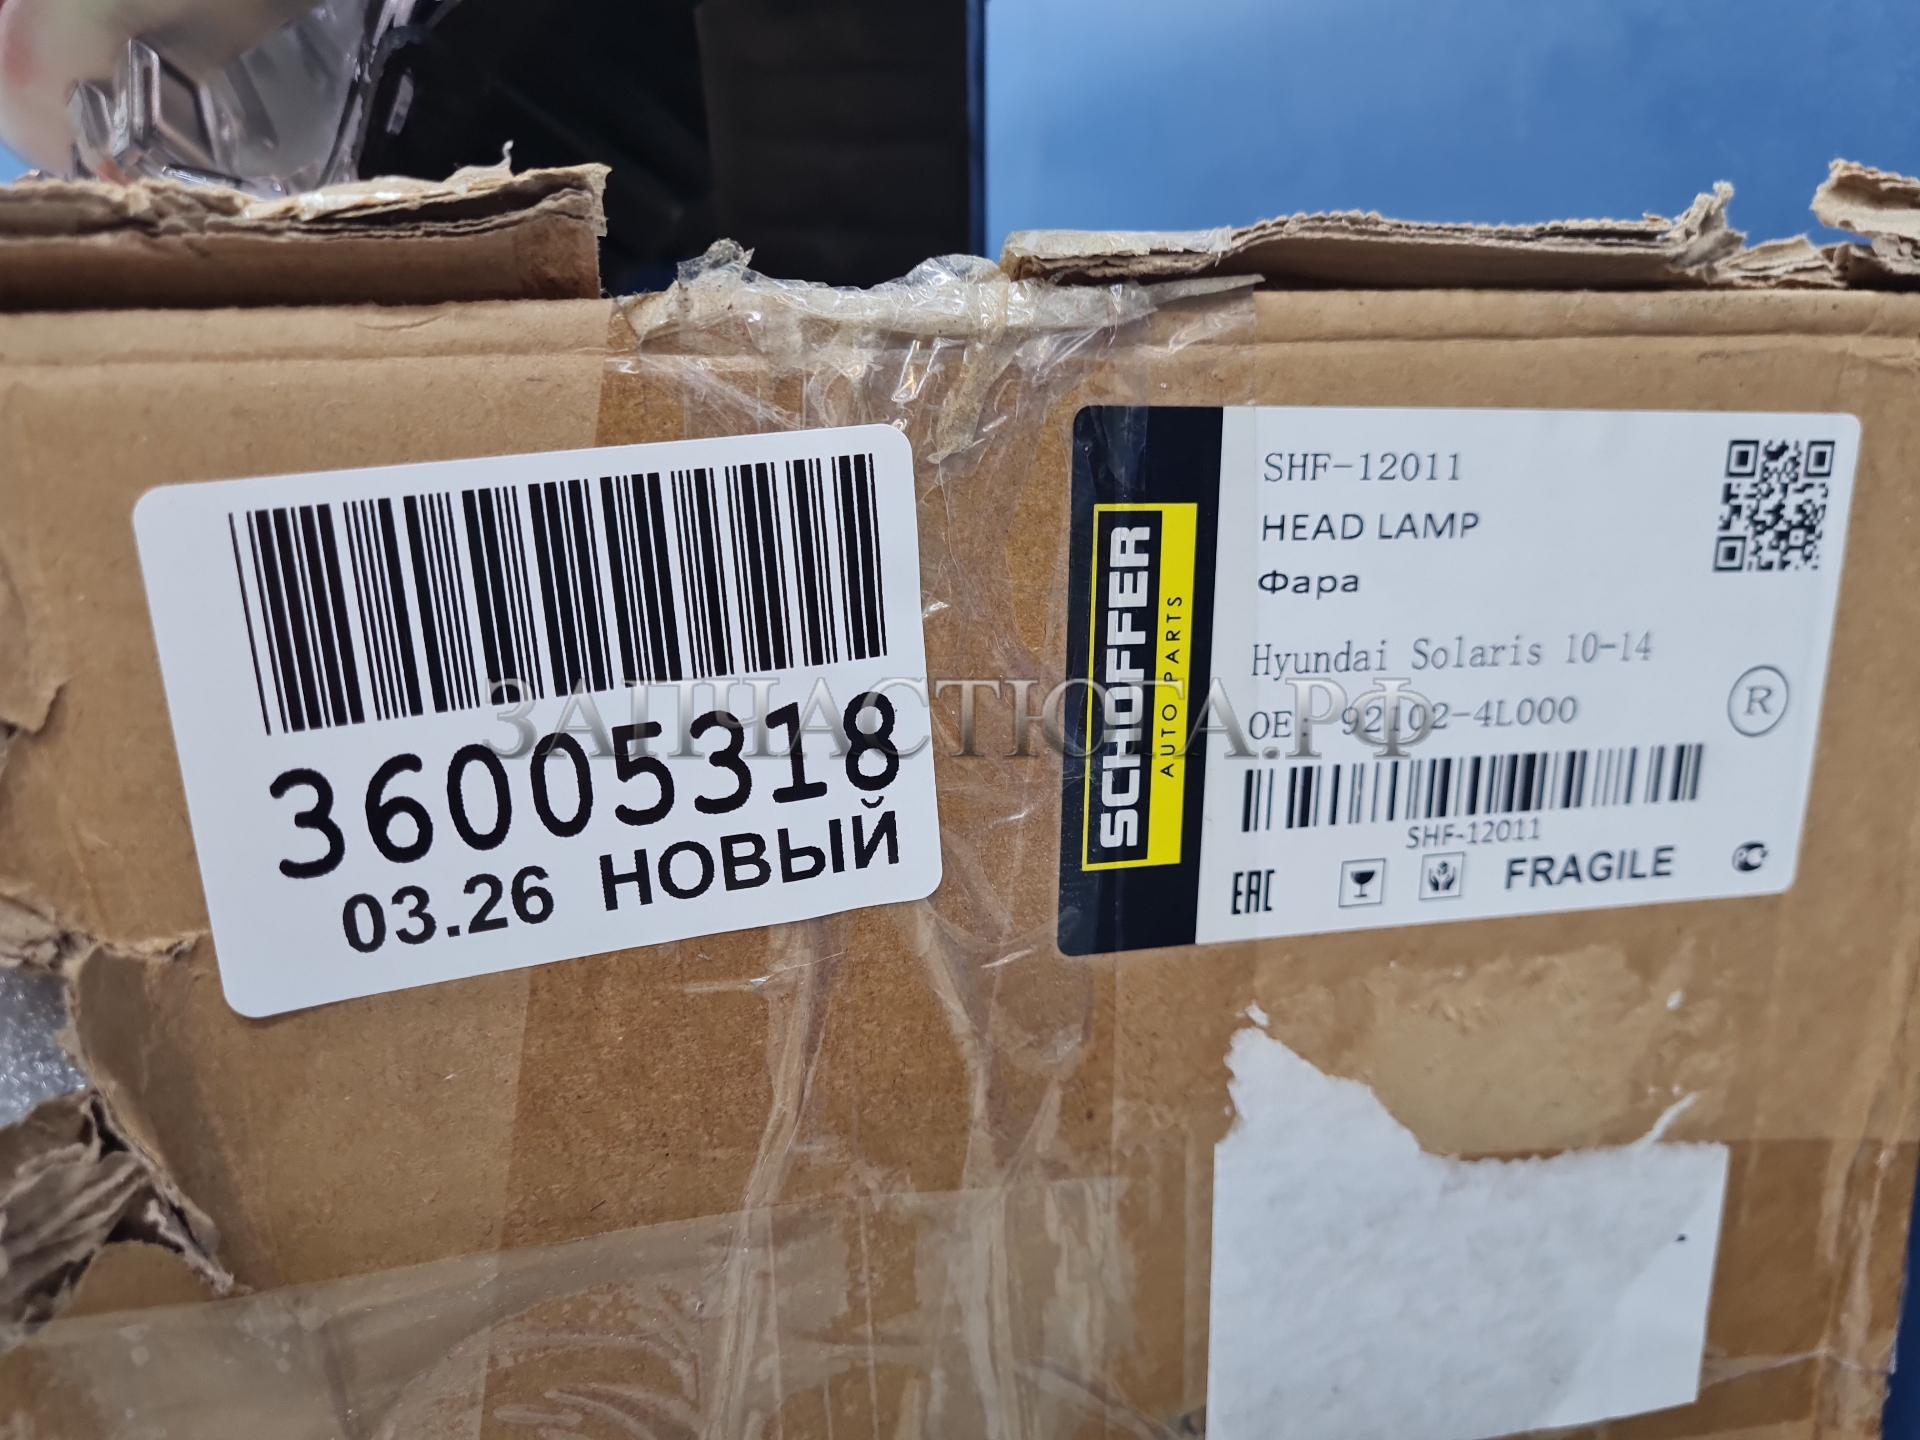 36005318
03.26 НОВЫЙ
ЗАПЧАСТЮГА.РФ
SCHOFFER
AUTO PARTS
SHF-12011
HEAD LAMP
Фара
Hyundai Solaris 10-14
OE: 92102-4L000
R
SHF-12011
EAC
FRAGILE